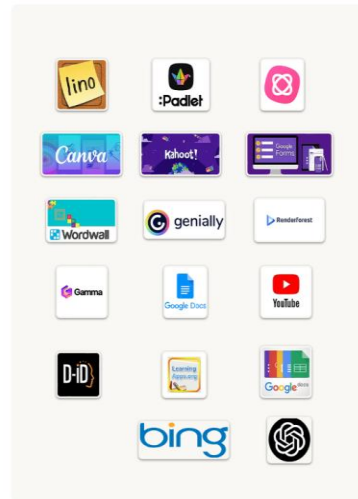 lino
:Padlet
Canva
Kahoot!
Google
Forms
Wordwall
genially
Renderforest
Gamma
Google Docs
YouTube
D-iD
Learning
Apps.org
Google docs
bing